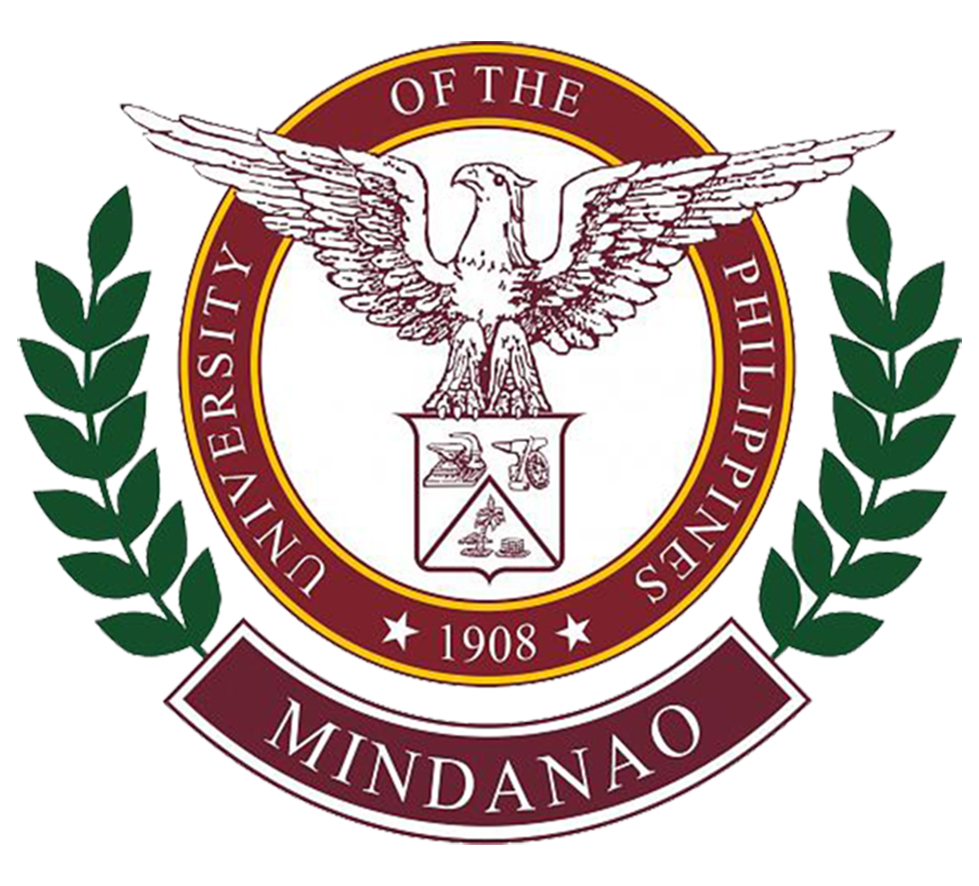 UNIVERSITY OF THE PHILIPPINES
1908
MINDANAO